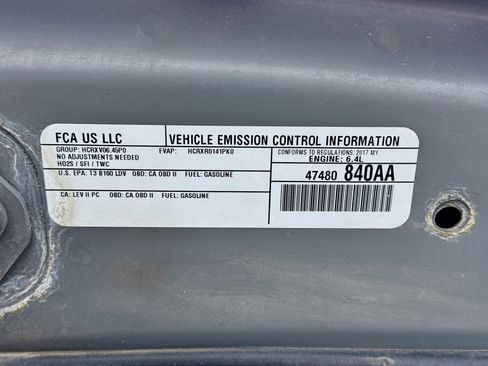 FCA US LLC
VEHICLE EMISSION CONTROL INFORMATION
GROUP: HCRXV06.45P0 EVAP: HCRXR0141PK0
CONFORMS TO REGULATIONS: 2017 MY
NO ADJUSTMENTS NEEDED
ENGINE: 6.4L
HO2S / SFI / TWC
U.S. EPA: T3 B160 LDV OBD: CA OBD II FUEL: GASOLINE
47480 840AA
CA: LEV II PC OBD: CA OBD II FUEL: GASOLINE